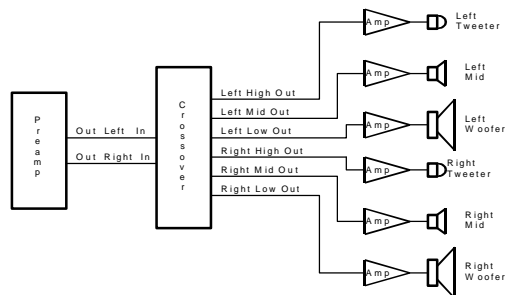 Preamp
Out Left In
Out Right In
Crossover
Left High Out
Left Mid Out
Left Low Out
Right High Out
Right Mid Out
Right Low Out
Amp
Left
Tweeter
Amp
Left
Mid
Amp
Left
Woofer
Amp
Right
Tweeter
Amp
Right
Mid
Amp
Right
Woofer